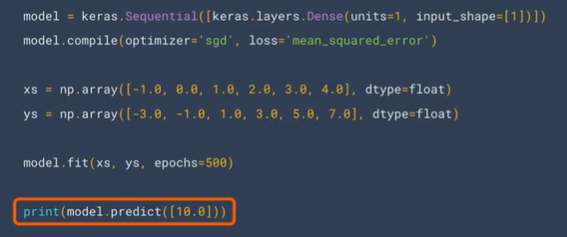 model = keras.Sequential([keras.layers.Dense(units=1, input_shape=[1])])
model.compile(optimizer='sgd', loss='mean_squared_error')
xs = np.array([-1.0, 0.0, 1.0, 2.0, 3.0, 4.0], dtype=float)
ys = np.array([-3.0, -1.0, 1.0, 3.0, 5.0, 7.0], dtype=float)
model.fit(xs, ys, epochs=500)
print(model.predict([10.0]))